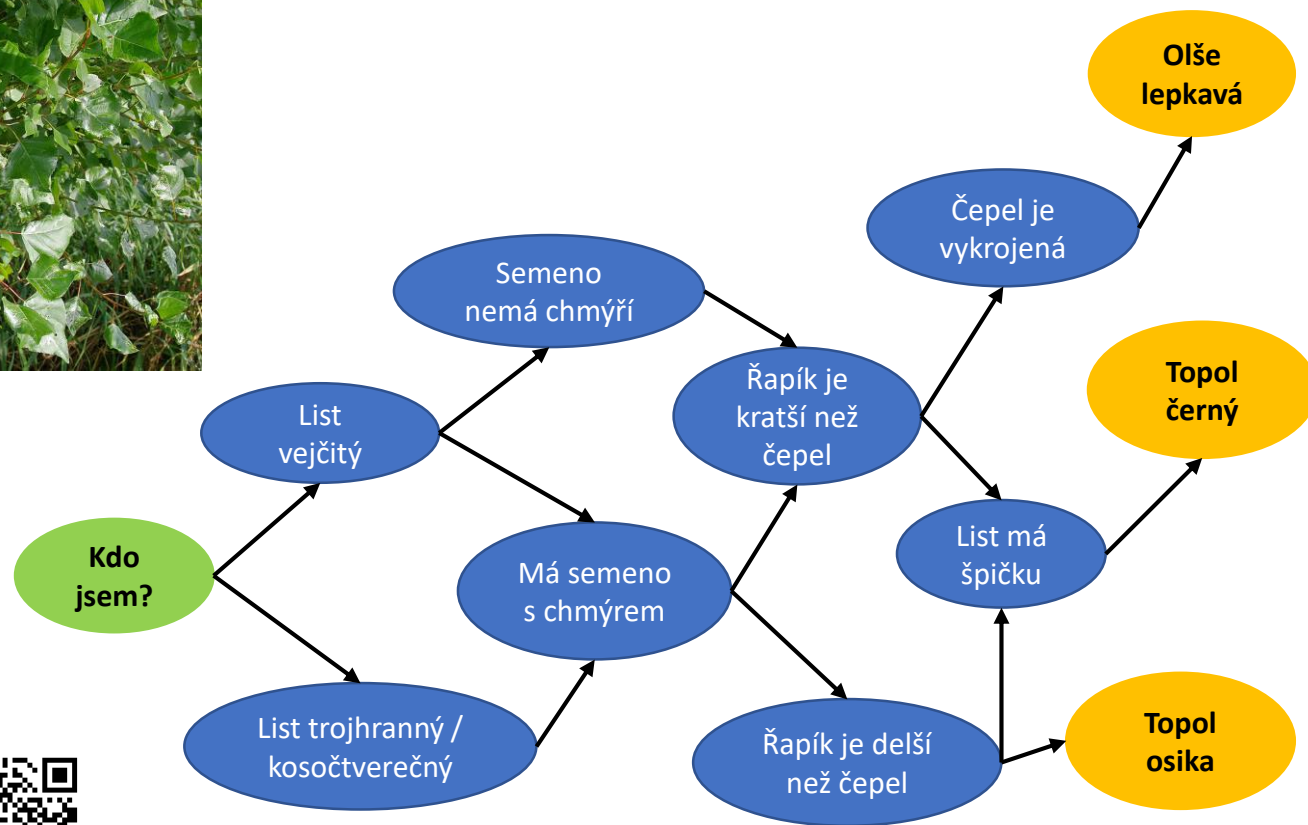 Olše
lepkavá
Čepel je
vykrojená
Semeno
nemá chmýří
Topol
černý
Řapík je
kratší než
čepel
List
vejčitý
List má
špičku
Kdo
jsem?
Má semeno
s chmýrem
List trojhranný /
kosočtverečný
Řapík je delší
než čepel
Topol
osika